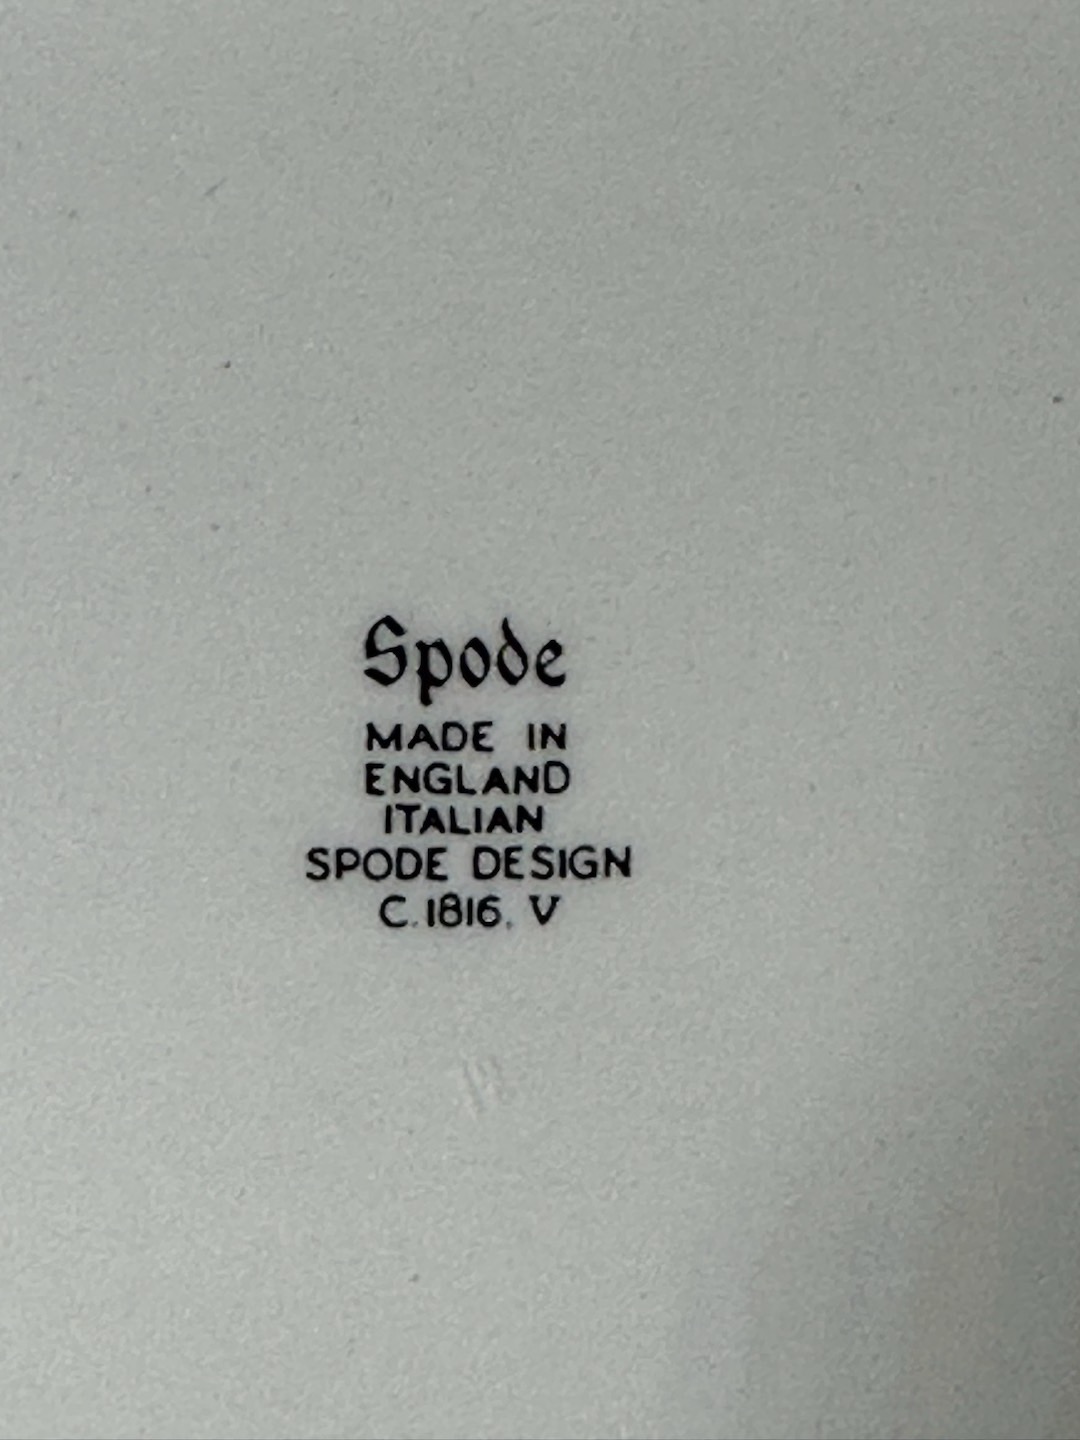 Spode
MADE IN
ENGLAND
ITALIAN
SPODE DESIGN
C.1816. V